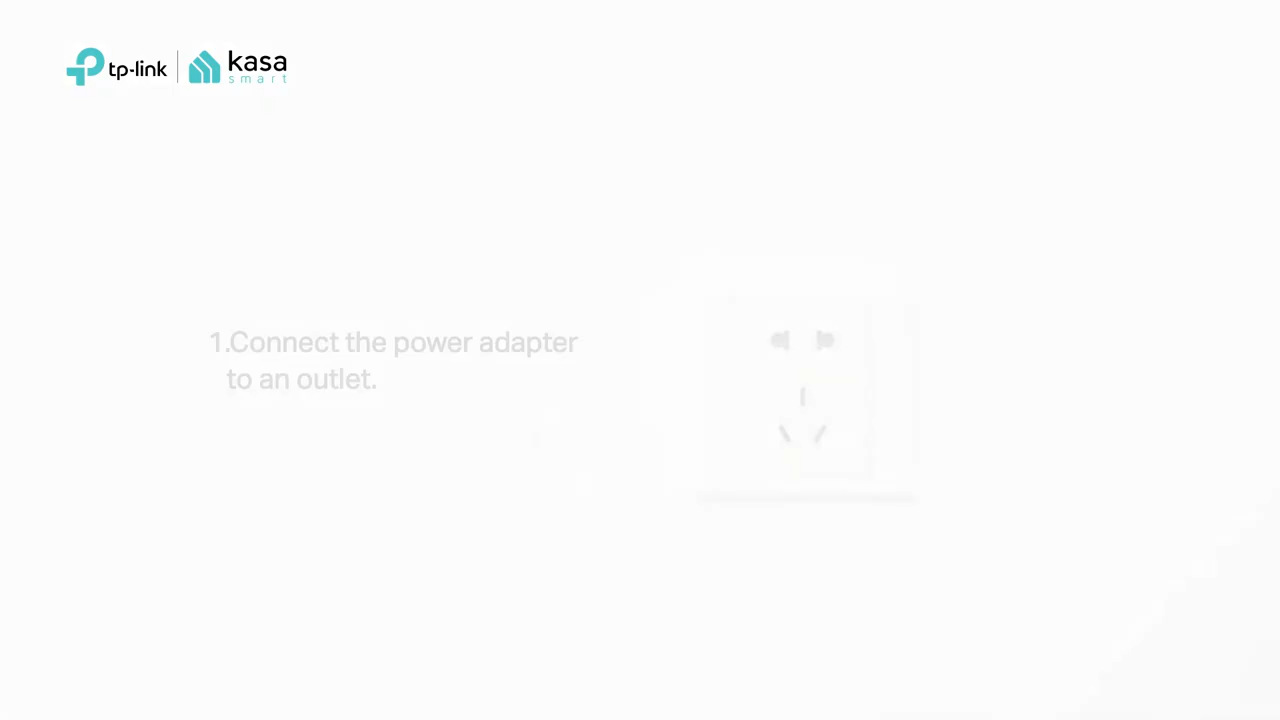 tp-link | kasa
smart
1.Connect the power adapter
to an outlet.